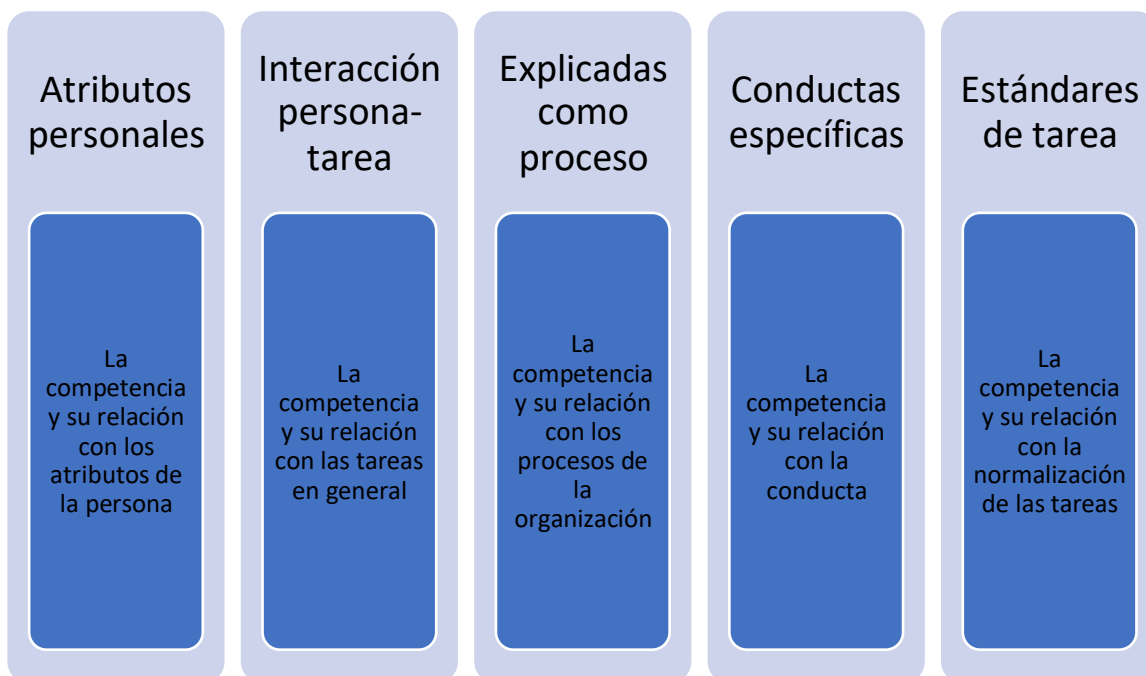 Atributos
personales
La
competencia
y su relación
con los
atributos de
la persona
Interacción
persona-
tarea
La
competencia
y su relación
con las tareas
en general
Explicadas
como
proceso
La
competencia
y su relación
con los
procesos de
la
organización
Conductas
específicas
La
competencia
y su relación
con la
conducta
Estándares
de tarea
La
competencia
y su relación
con la
normalización
de las tareas